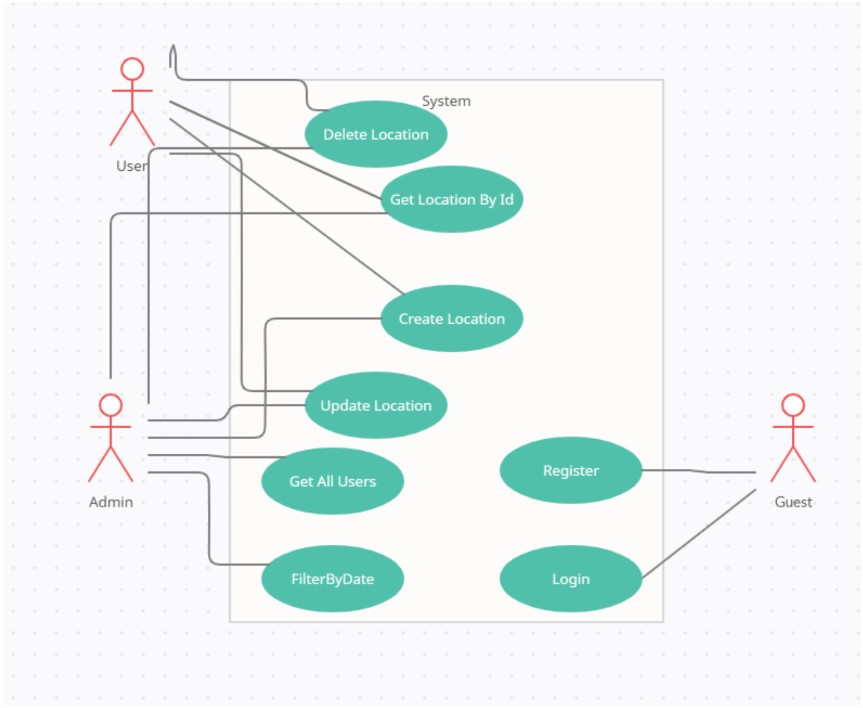 System
Delete Location
User
Get Location By Id
Create Location
Update Location
Register
Get All Users
Admin
Guest
FilterByDate
Login